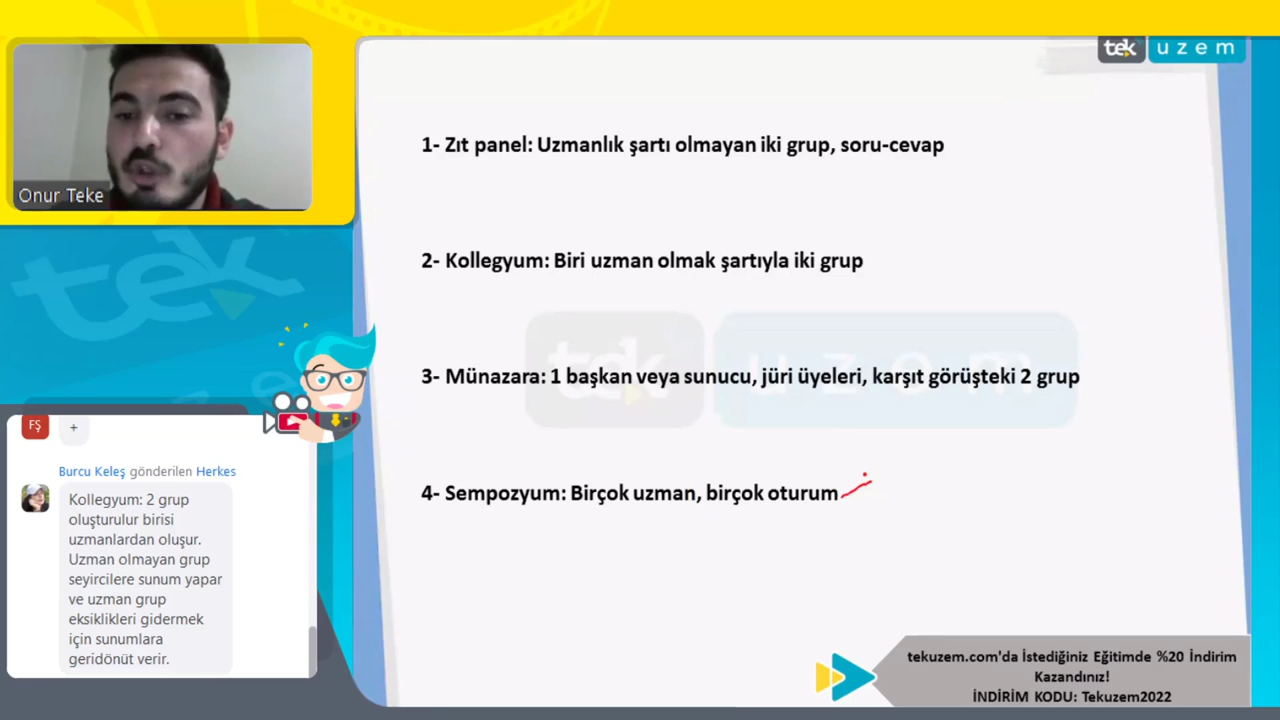 tek uzem
1- Zıt panel: Uzmanlık şartı olmayan iki grup, soru-cevap
2- Kollegyum: Biri uzman olmak şartıyla iki grup
3- Münazara: 1 başkan veya sunucu, jüri üyeleri, karşıt görüşteki 2 grup
4- Sempozyum: Birçok uzman, birçok oturum
tek uzem
Onur Teke
tek
FŞ +
Burcu Keleş gönderilen Herkes
Kollegyum: 2 grup
oluşturulur birisi
uzmanlardan oluşur.
Uzman olmayan grup
seyircilere sunum yapar
ve uzman grup
eksiklikleri gidermek
için sunumlara
geridönüt verir.
tekuzem.com'da İstediğiniz Eğitimde %20 İndirim
Kazandınız!
İNDİRİM KODU: Tekuzem2022